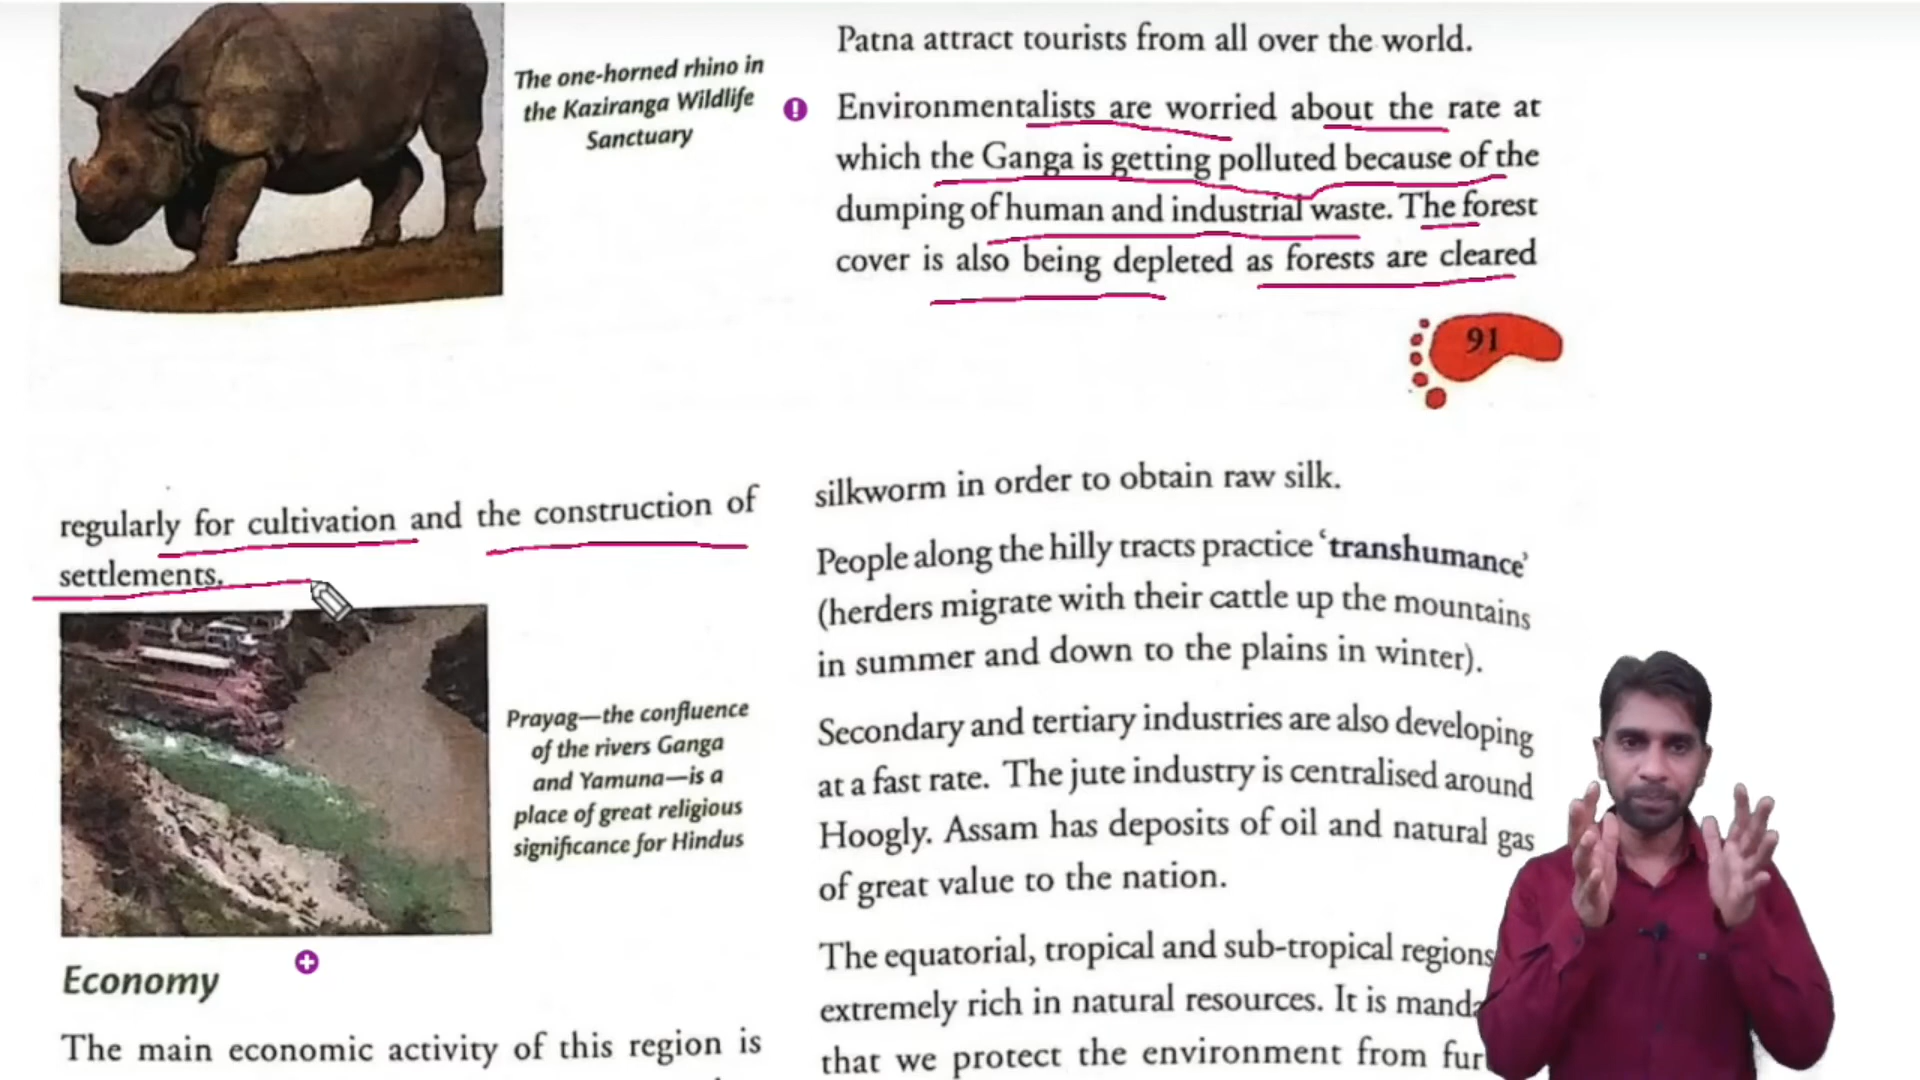 The one-horned rhino in
the Kaziranga Wildlife
Sanctuary
Patna attract tourists from all over the world.
Environmentalists are worried about the rate at
which the Ganga is getting polluted because of the
dumping of human and industrial waste. The forest
cover is also being depleted as forests are cleared
91
regularly for cultivation and the construction of
settlements.
Prayag—the confluence
of the rivers Ganga
and Yamuna—is a
place of great religious
significance for Hindus
Economy
The main economic activity of this region is
silkworm in order to obtain raw silk.
People along the hilly tracts practice ‘transhumance’
(herders migrate with their cattle up the mountains
in summer and down to the plains in winter).
Secondary and tertiary industries are also developing
at a fast rate. The jute industry is centralised around
Hoogly. Assam has deposits of oil and natural gas
of great value to the nation.
The equatorial, tropical and sub-tropical regions
extremely rich in natural resources. It is
that we protect the environment from